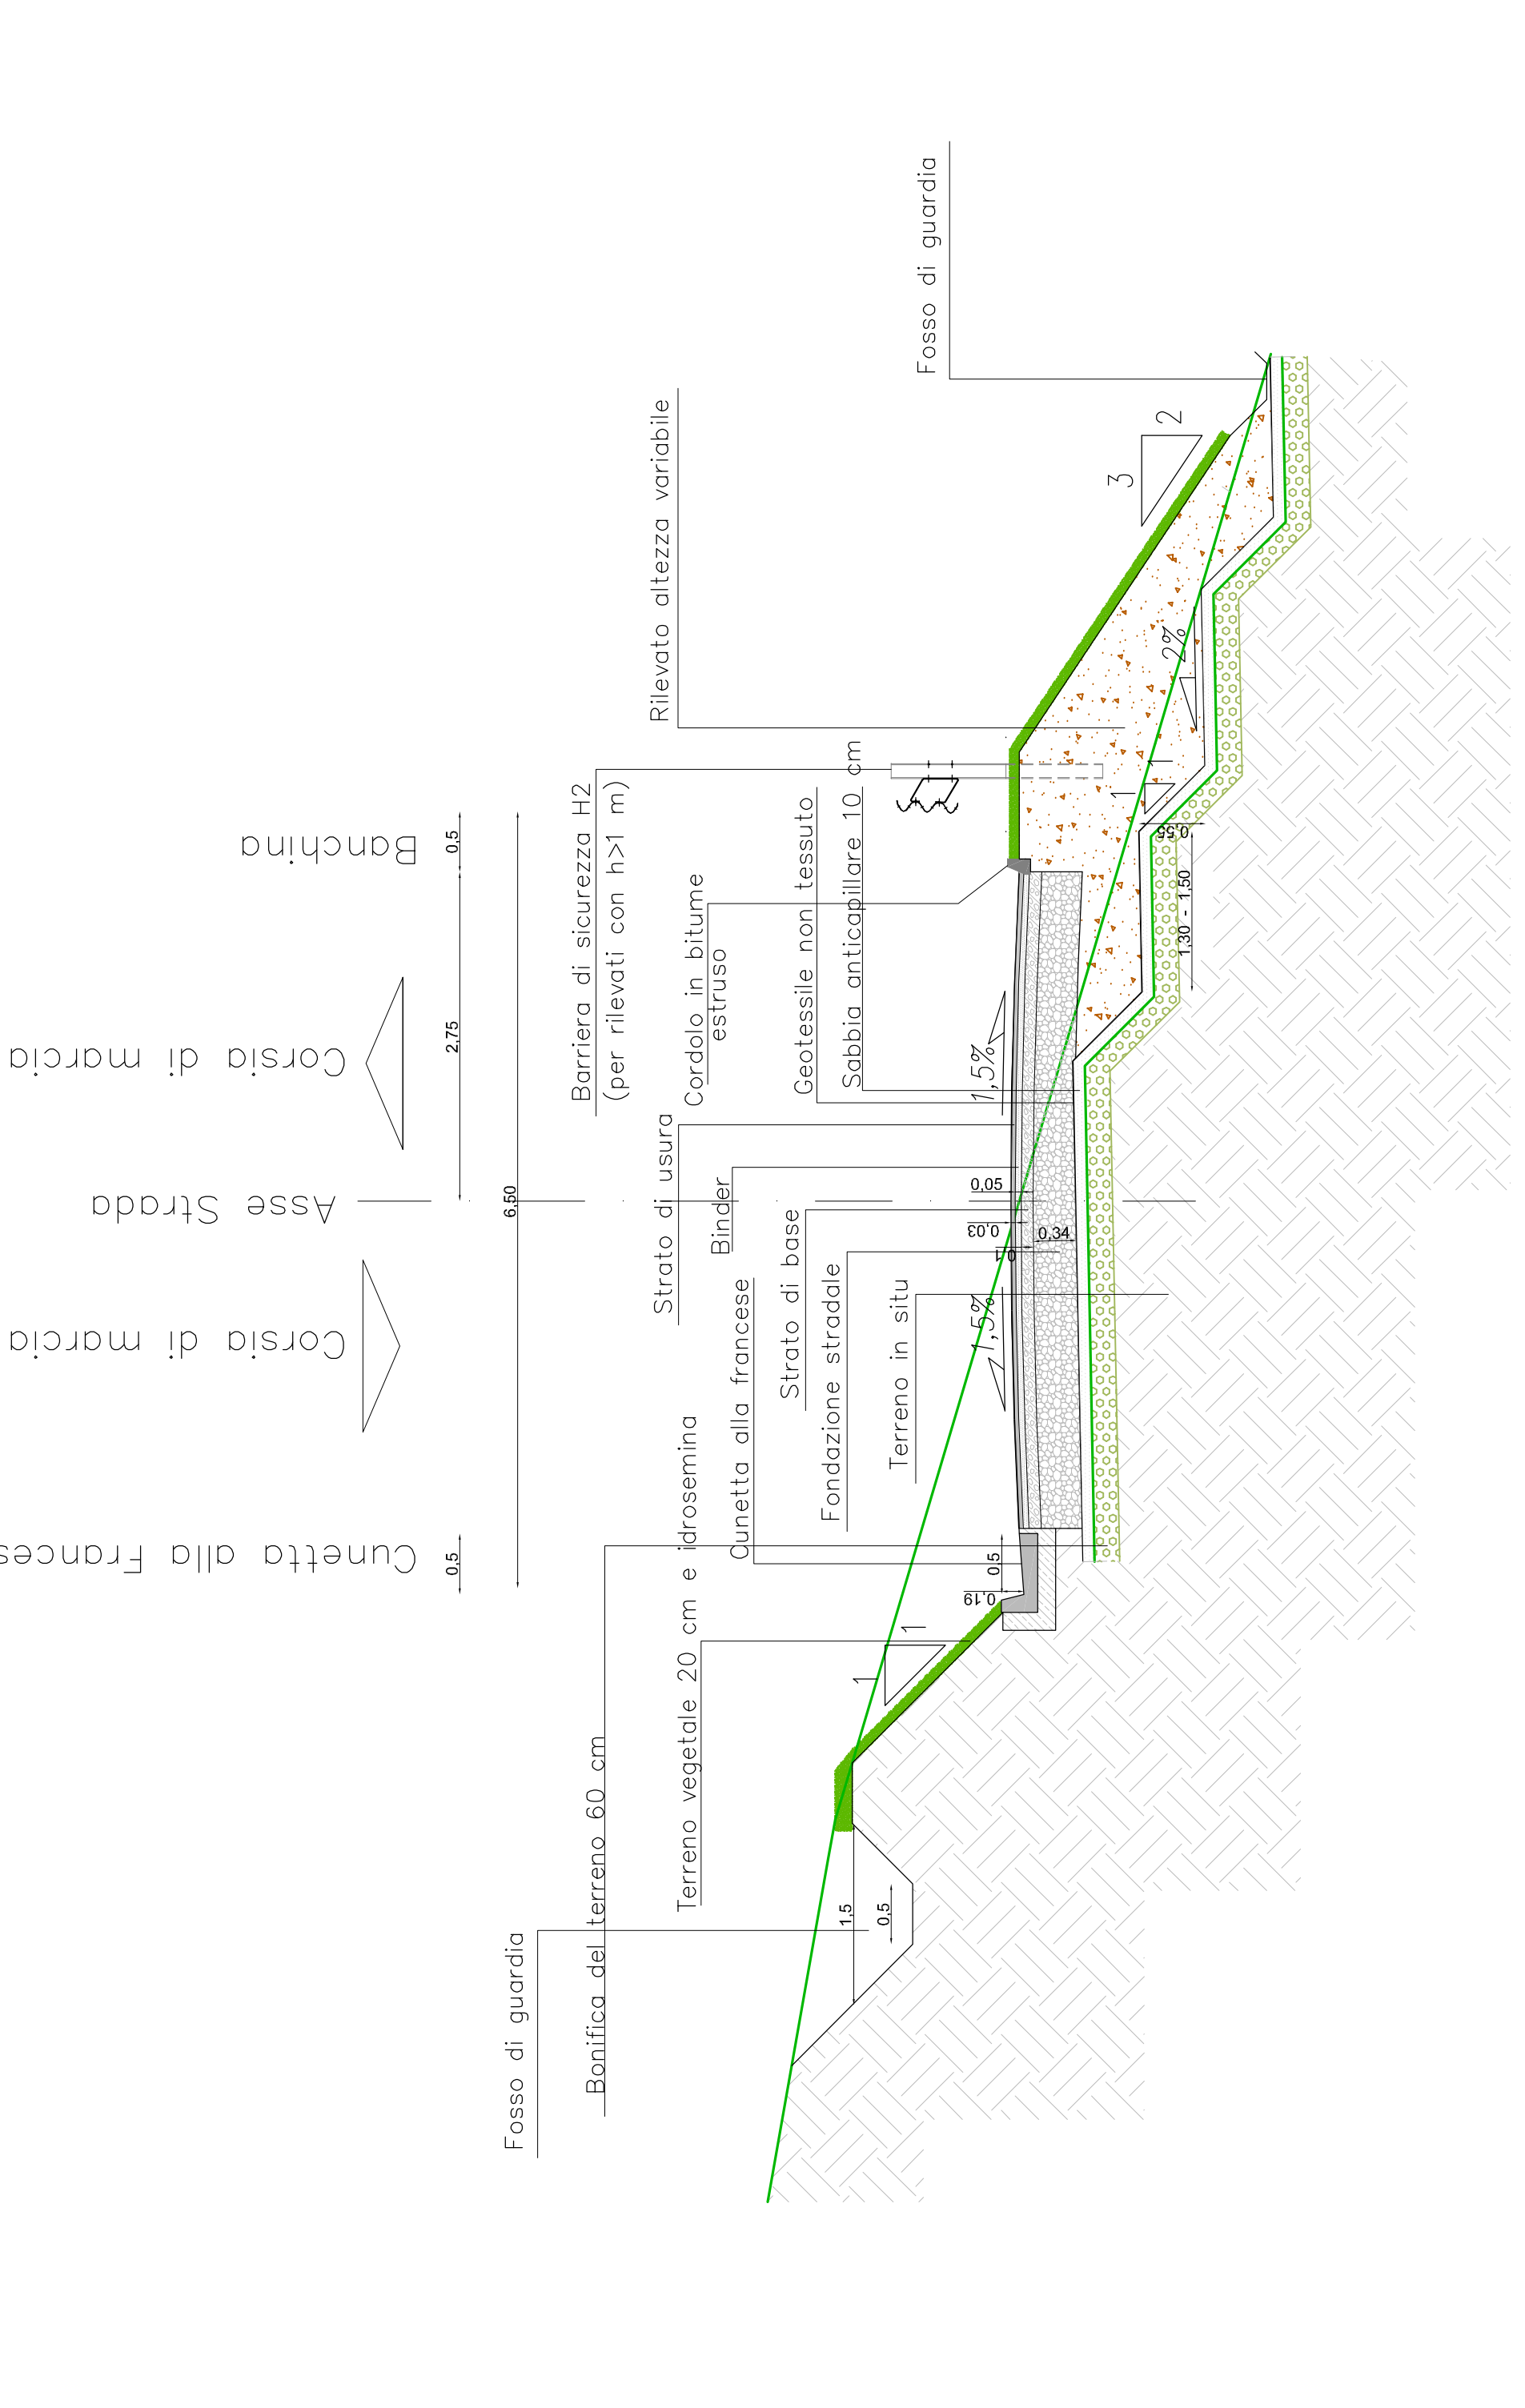 Cunetta alla Frances
Corsia di marcia
Asse Strada
Corsia di marcia
Banchina
0,5
2,75
0,5
6,50
Fosso di guardia
Bonifica del terreno 60 cm
Terreno vegetale 20 cm e idrosemina
Cunetta alla francese
Strato di base
Fondazione stradale
Terreno in situ
Strato di usura
Binder
Barriera di sicurezza H2
(per rilevati con h>1 m)
Cordolo in bitume
estruso
Geotessile non tessuto
Sabbia anticapillare 10 cm
Rilevato altezza variabile
Fosso di guardia
1,5
0,5
1
1
0,19
0,5
1,5%
0,1
0,03
0,34
0,05
1,5%
1,30 - 1,50
0,55
1
1
2%
3
2